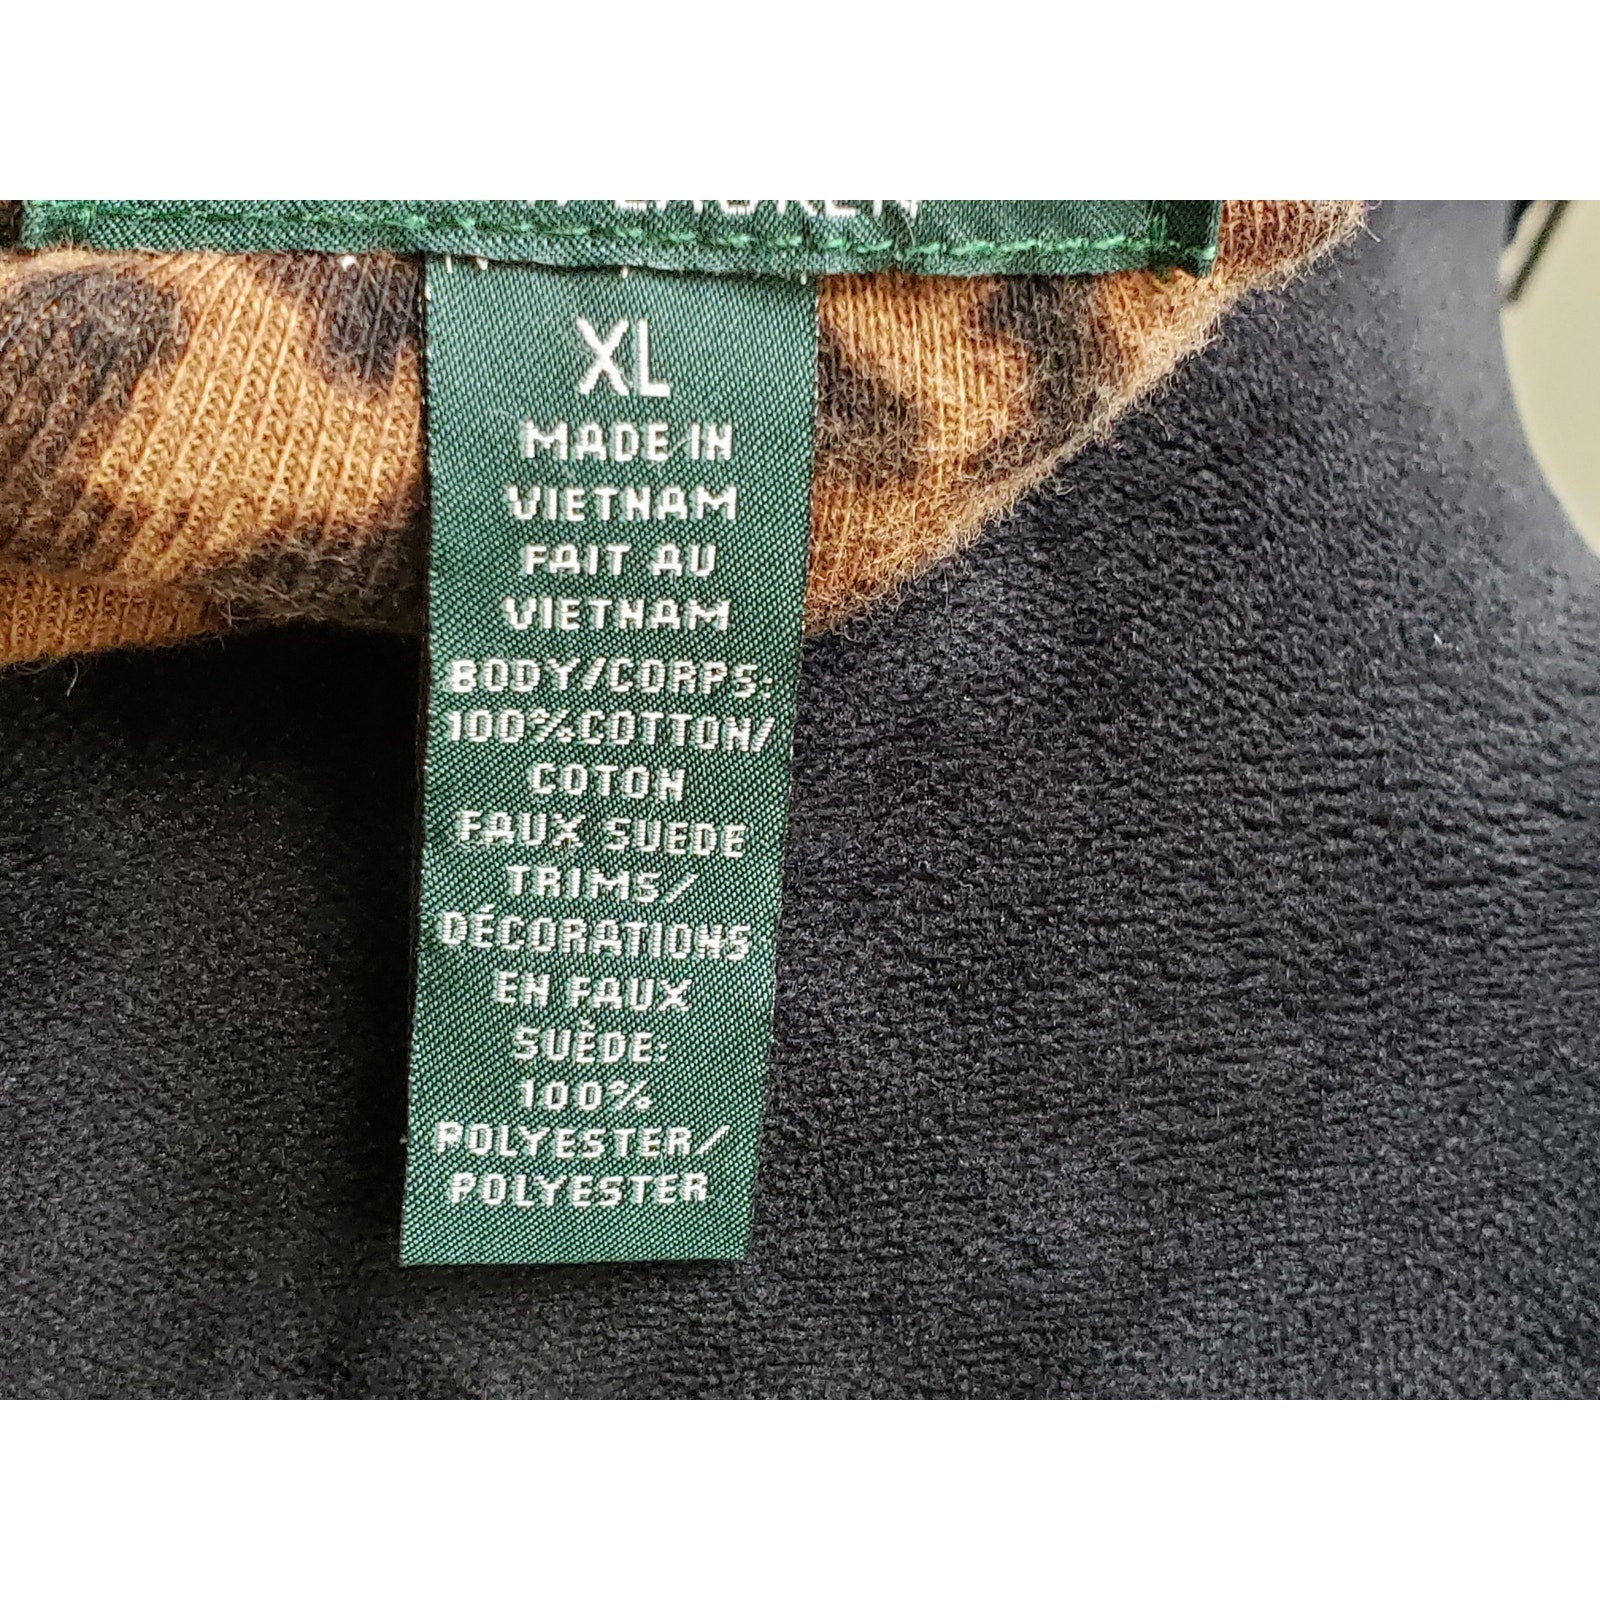 LAUREN
XL
MADE IN
VIETNAM
FAIT AU
VIETNAM
BODY/CORPS:
100%COTTON/
COTON
FAUX SUEDE
TRIMS/
DÉCORATIONS
EN FAUX
SUÈDE:
100%
POLYESTER/
POLYESTER